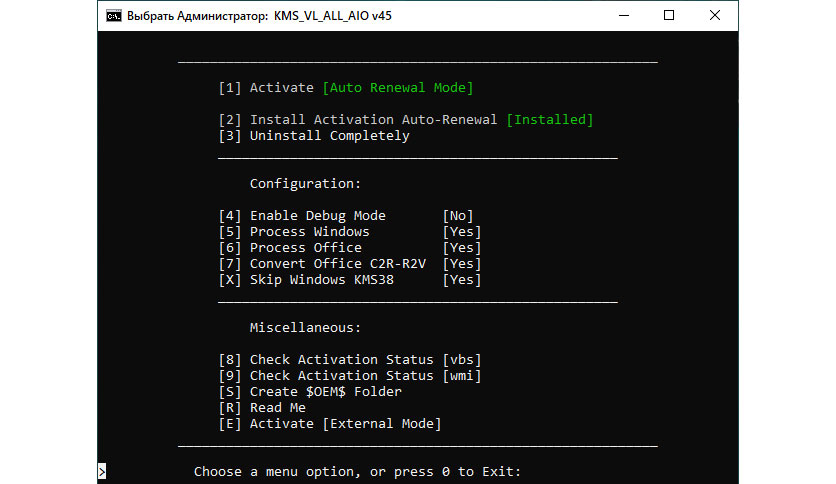 Выбрать Администратор: KMS_VL_ALL_AIO v45
[1] Activate [Auto Renewal Mode]
[2] Install Activation Auto-Renewal [Installed]
[3] Uninstall Completely
Configuration:
[4] Enable Debug Mode [No]
[5] Process Windows [Yes]
[6] Process Office [Yes]
[7] Convert Office C2R-R2V [Yes]
[X] Skip Windows KMS38 [Yes]
Miscellaneous:
[8] Check Activation Status [vbs]
[9] Check Activation Status [wmi]
[S] Create $OEM$ Folder
[R] Read Me
[E] Activate [External Mode]
> Choose a menu option, or press 0 to Exit: